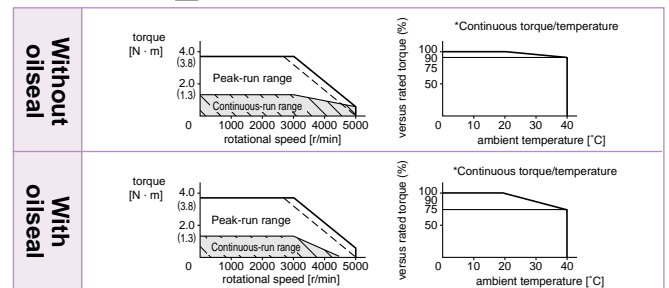 Without
oilseal
torque
[N · m]
4.0
(3.8)
2.0
(1.3)
0
Peak-run range
Continuous-run range
1000 2000 3000 4000 5000
rotational speed [r/min]
*Continuous torque/temperature
versus rated torque (%)
100
90
75
50
0 10 20 30 40
ambient temperature [˚C]
With
oilseal
torque
[N · m]
4.0
(3.8)
2.0
(1.3)
0
Peak-run range
Continuous-run range
1000 2000 3000 4000 5000
rotational speed [r/min]
*Continuous torque/temperature
versus rated torque (%)
100
90
75
50
0 10 20 30 40
ambient temperature [˚C]